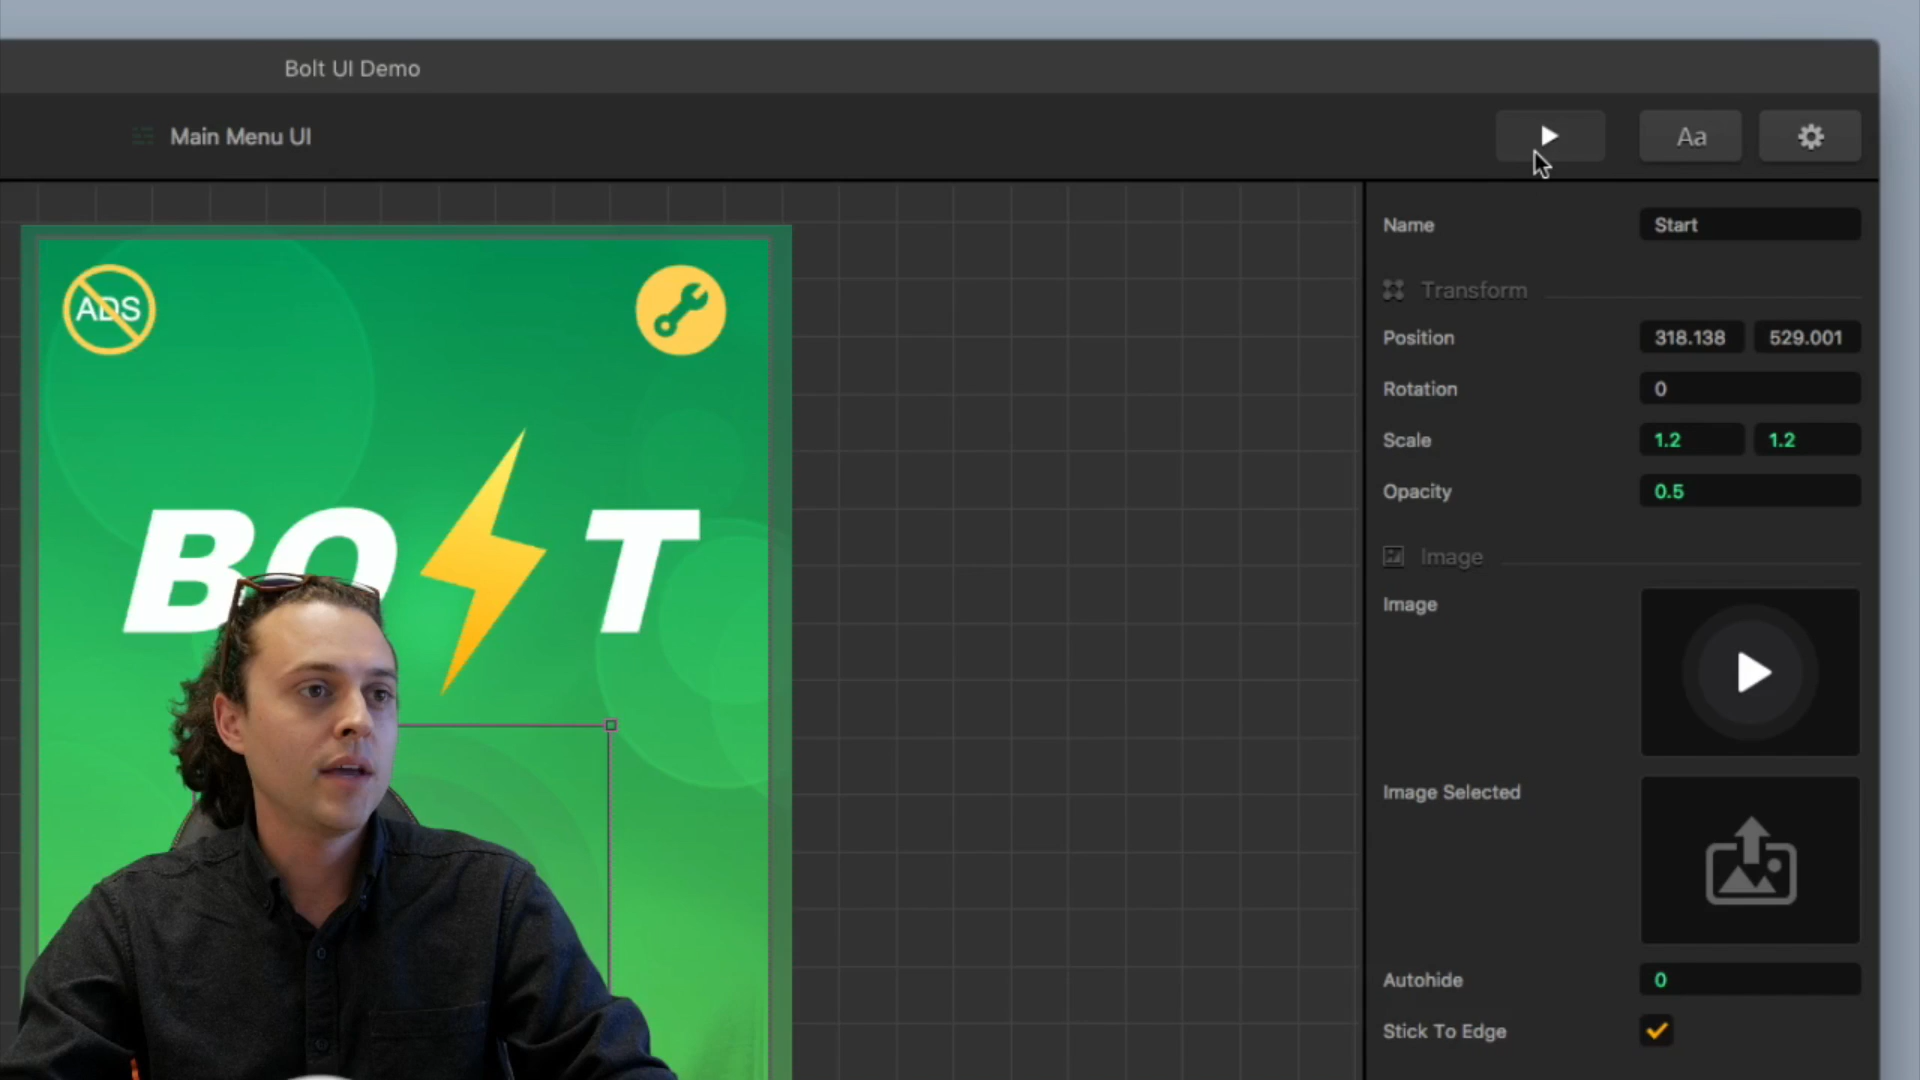 Bolt UI Demo
Main Menu UI
Aa
Name Start
Transform
Position 318.138 529.001
Rotation 0
Scale 1.2 1.2
Opacity 0.5
Image
Image
Image Selected
Autohide 0
Stick To Edge
ADS
BO T